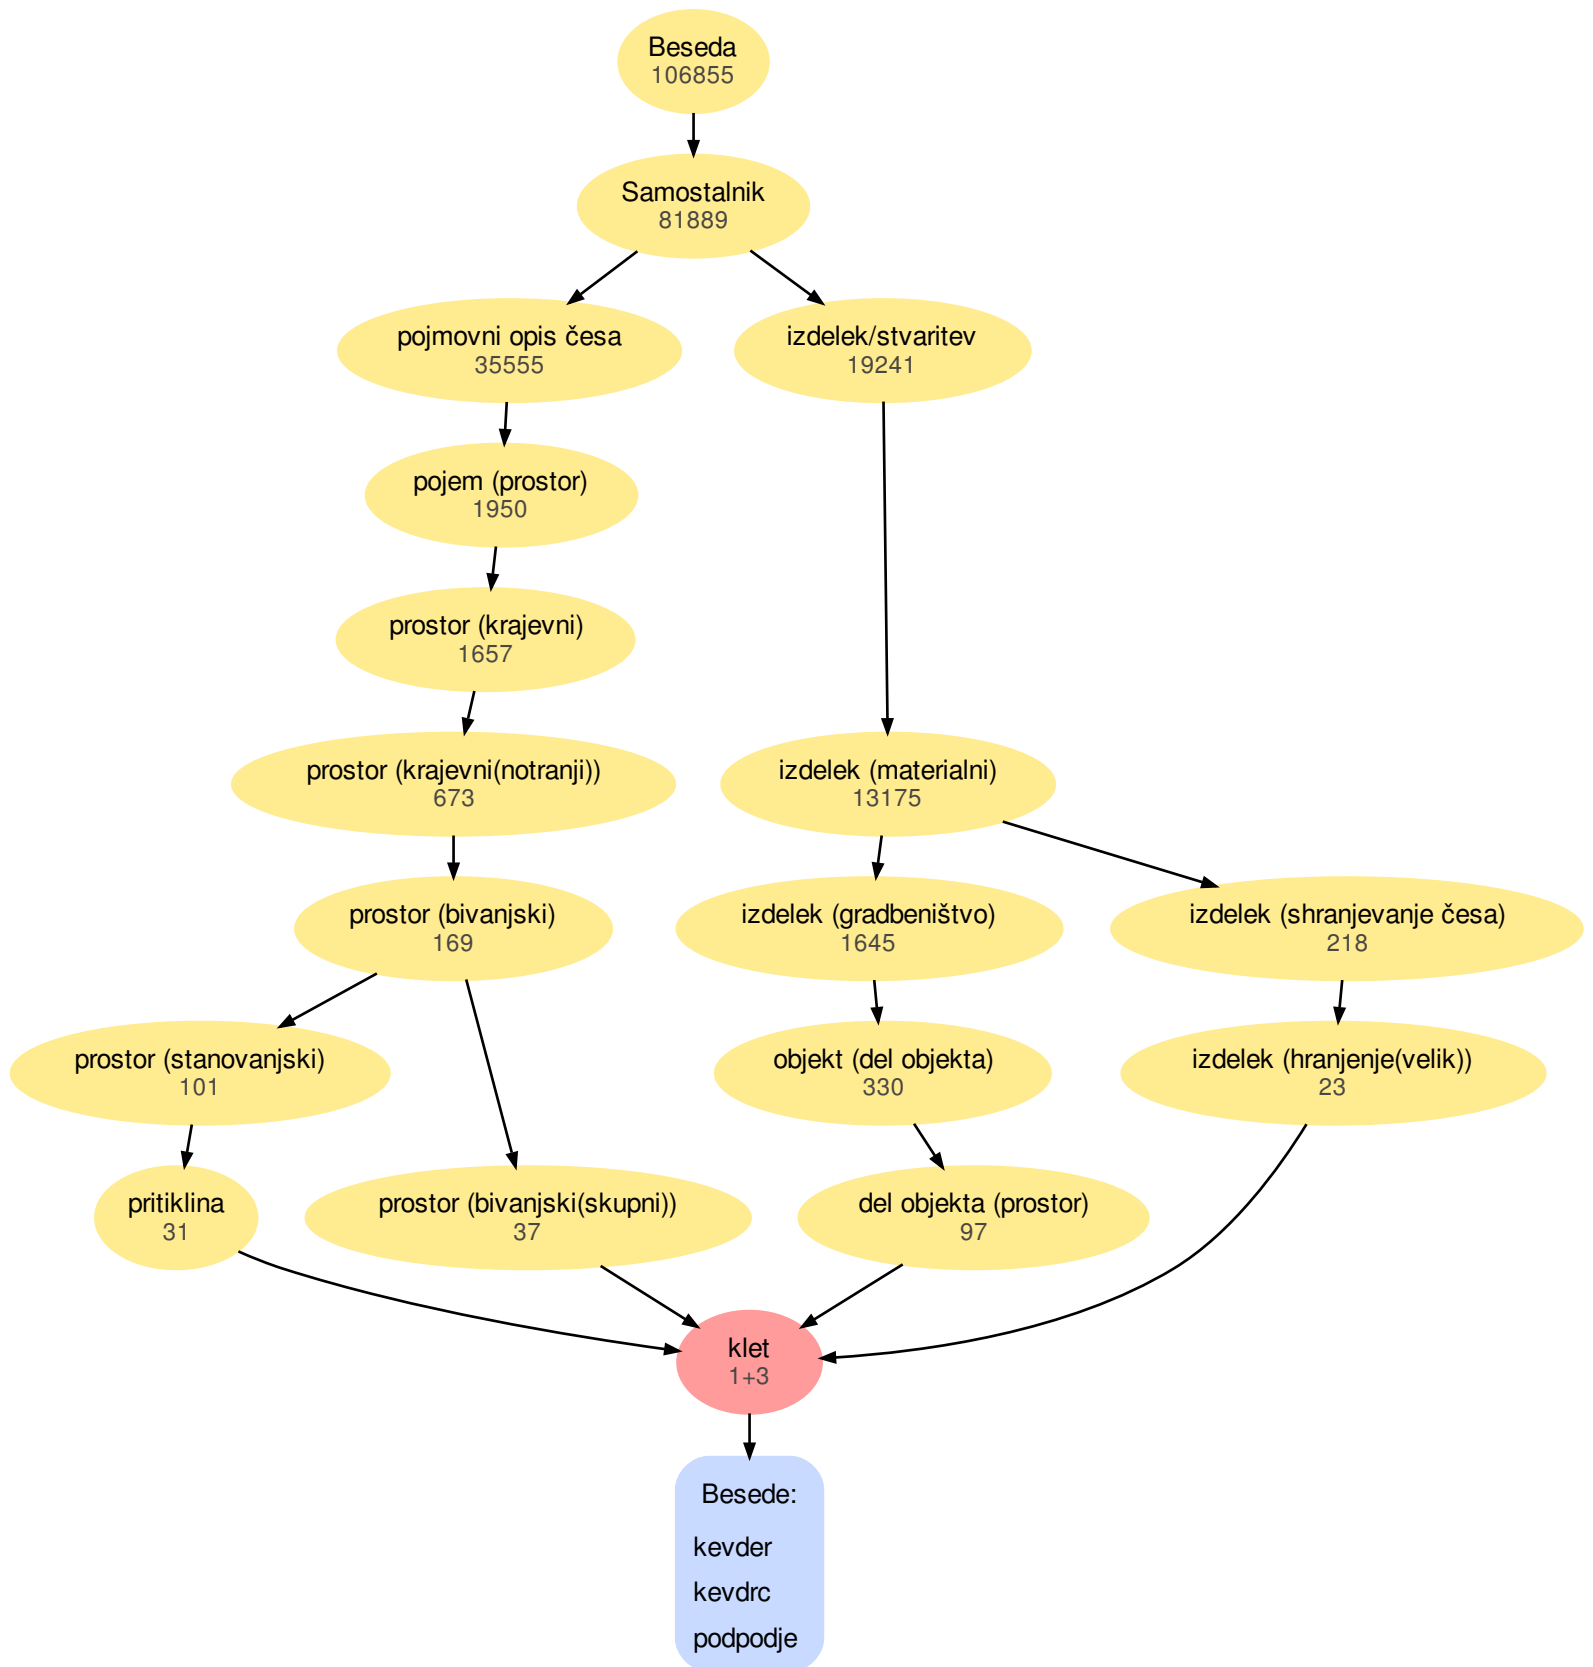 Beseda
106855
Samostalnik
81889
pojmovni opis česa
35555
izdelek/stvaritev
19241
pojem (prostor)
1950
prostor (krajevni)
1657
prostor (krajevni(notranji))
673
izdelek (materialni)
13175
prostor (bivanjski)
169
izdelek (gradbeništvo)
1645
izdelek (shranjevanje česa)
218
prostor (stanovanjski)
101
objekt (del objekta)
330
izdelek (hranjenje(velik))
23
pritiklina
31
prostor (bivanjski(skupni))
37
del objekta (prostor)
97
klet
1+3
Besede:
kevder
kevdrc
podpodje